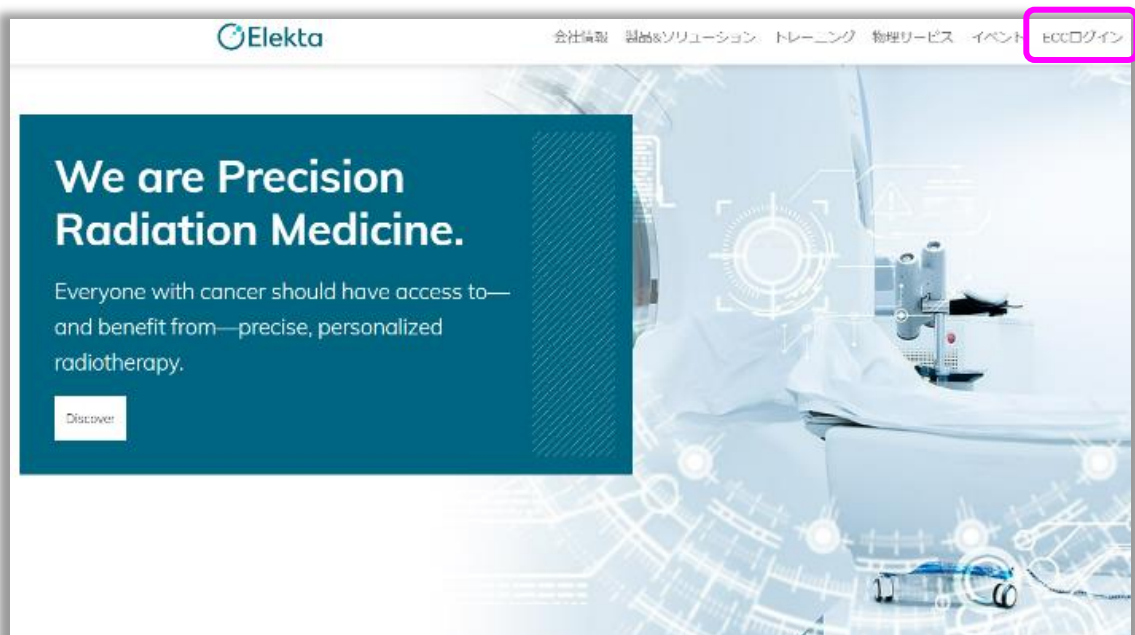 Elekta
会社情報 製品&ソリューション トレーニング 物理サービス イベント ECCログイン
We are Precision
Radiation Medicine.
Everyone with cancer should have access to—
and benefit from—precise, personalized
radiotherapy.
Discover